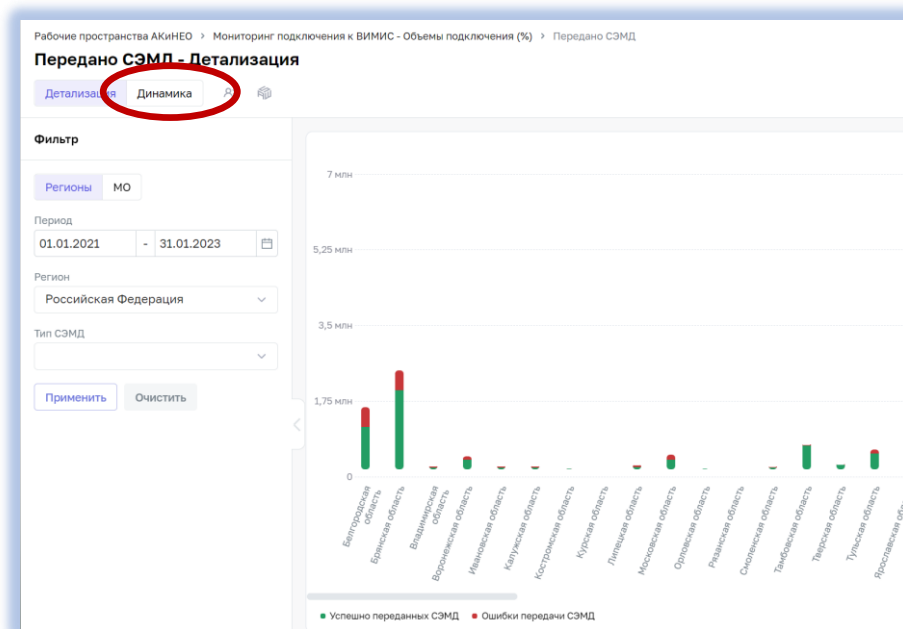 Рабочие пространства АКиНЕО > Мониторинг подключения к ВИМИС - Объемы подключения (%) > Передано СЭМД
Передано СЭМД - Детализация
Детализация Динамика
Фильтр
Регионы МО
Период
01.01.2021 - 31.01.2023
Регион
Российская Федерация
Тип СЭМД
Применить Очистить
7 млн
5,25 млн
3,5 млн
1,75 млн
0
Белгородская
область
Брянская область
Владимирская
область
Воронежская область
Ивановская область
Калужская область
Костромская область
Курская область
Липецкая область
Московская область
Орловская область
Рязанская область
Смоленская область
Тамбовская область
Тверская область
Тульская область
Ярославская обл
Успешно переданных СЭМД Ошибки передачи СЭМД